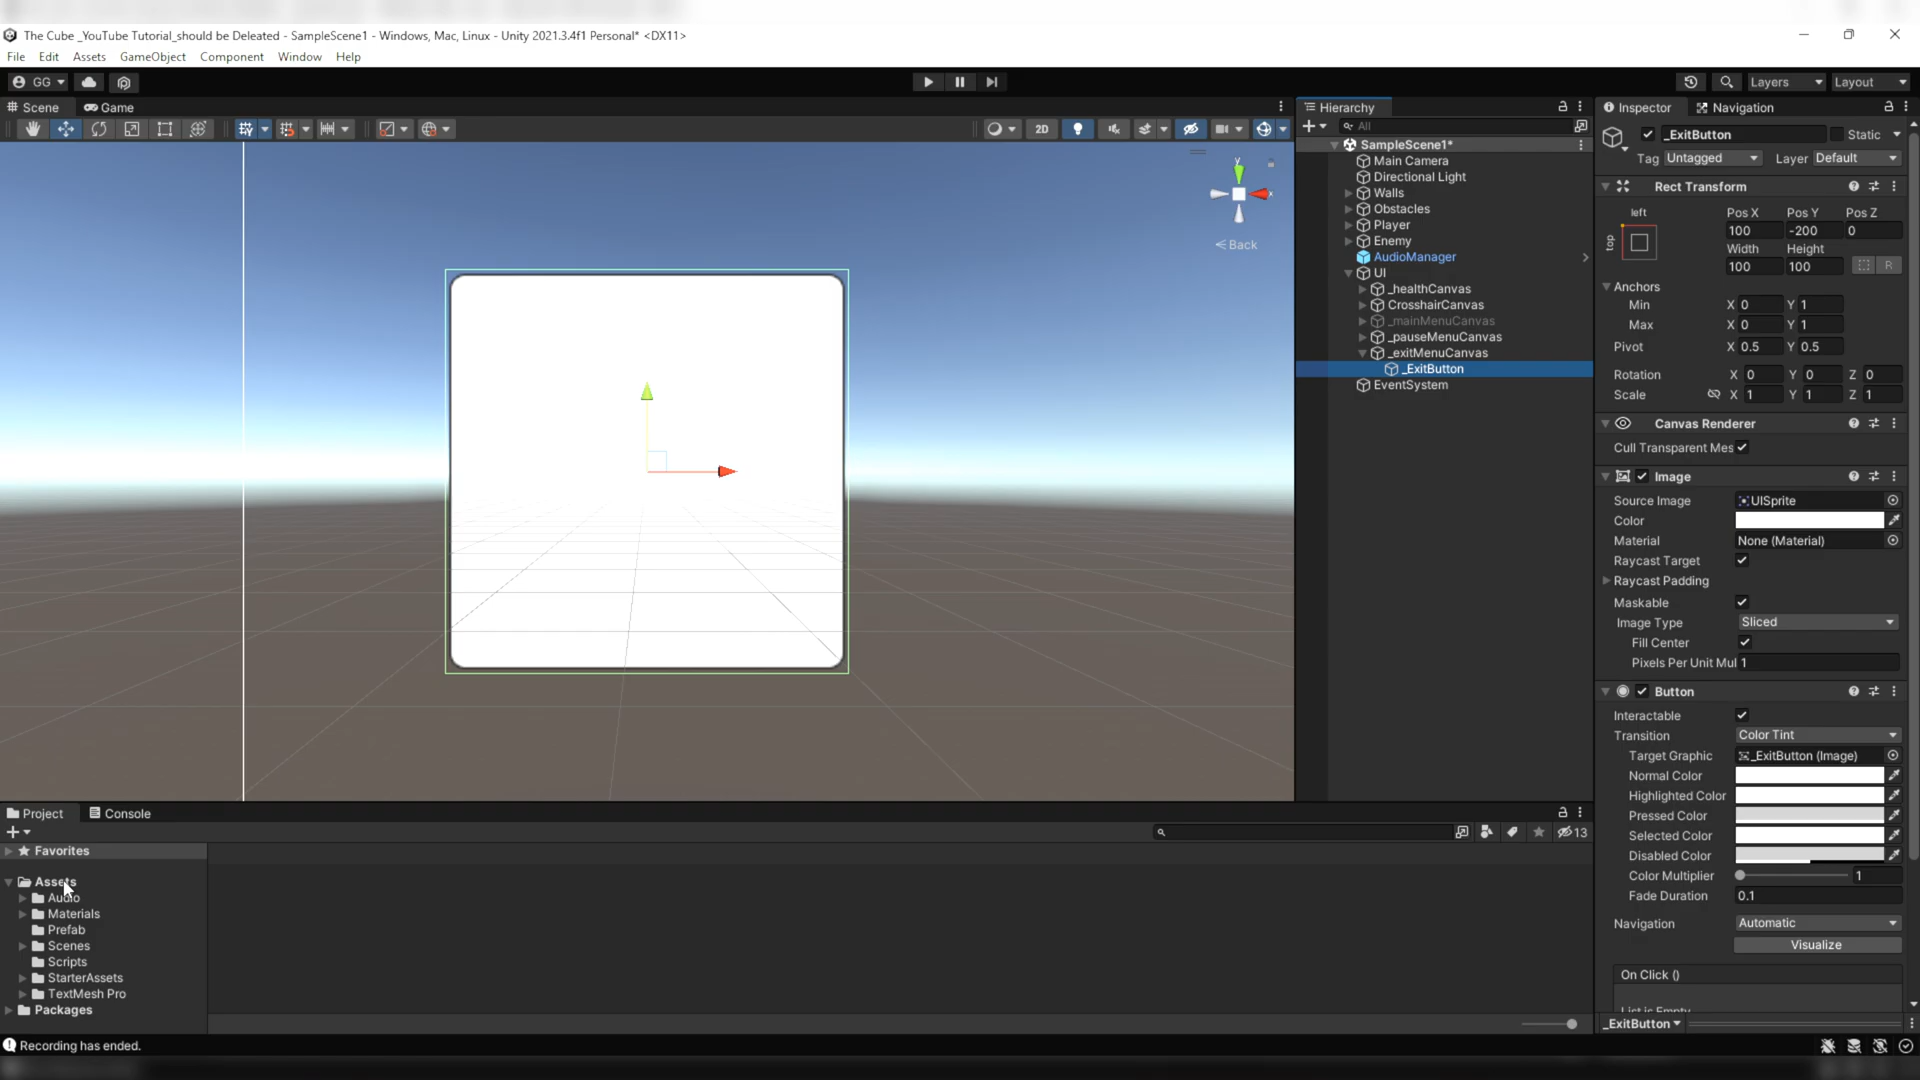 The Cube _YouTube Tutorial_should be Deleated - SampleScene1 - Windows, Mac, Linux - Unity 2021.3.4f1 Personal* <DX11>
File Edit Assets GameObject Component Window Help
GG Layers Layout
Scene Game
2D
y
x
Back
Hierarchy
All
SampleScene1*
Main Camera
Directional Light
Walls
Obstacles
Player
Enemy
AudioManager
UI
_healthCanvas
CrosshairCanvas
_mainMenuCanvas
_pauseMenuCanvas
_exitMenuCanvas
_ExitButton
EventSystem
Inspector Navigation
_ExitButton Static
Tag Untagged Layer Default
Rect Transform
left Pos X Pos Y Pos Z
top 100 -200 0
Width Height
100 100 R
Anchors
Min X 0 Y 1
Max X 0 Y 1
Pivot X 0.5 Y 0.5
Rotation X 0 Y 0 Z 0
Scale X 1 Y 1 Z 1
Canvas Renderer
Cull Transparent Mes
Image
Source Image UISprite
Color
Material None (Material)
Raycast Target
Raycast Padding
Maskable
Image Type Sliced
Fill Center
Pixels Per Unit Mul 1
Button
Interactable
Transition Color Tint
Target Graphic _ExitButton (Image)
Normal Color
Highlighted Color
Pressed Color
Selected Color
Disabled Color
Color Multiplier 1
Fade Duration 0.1
Navigation Automatic
Visualize
On Click ()
List is Empty
_ExitButton
Project Console
13
Favorites
Assets
Audio
Materials
Prefab
Scenes
Scripts
StarterAssets
TextMesh Pro
Packages
Recording has ended.